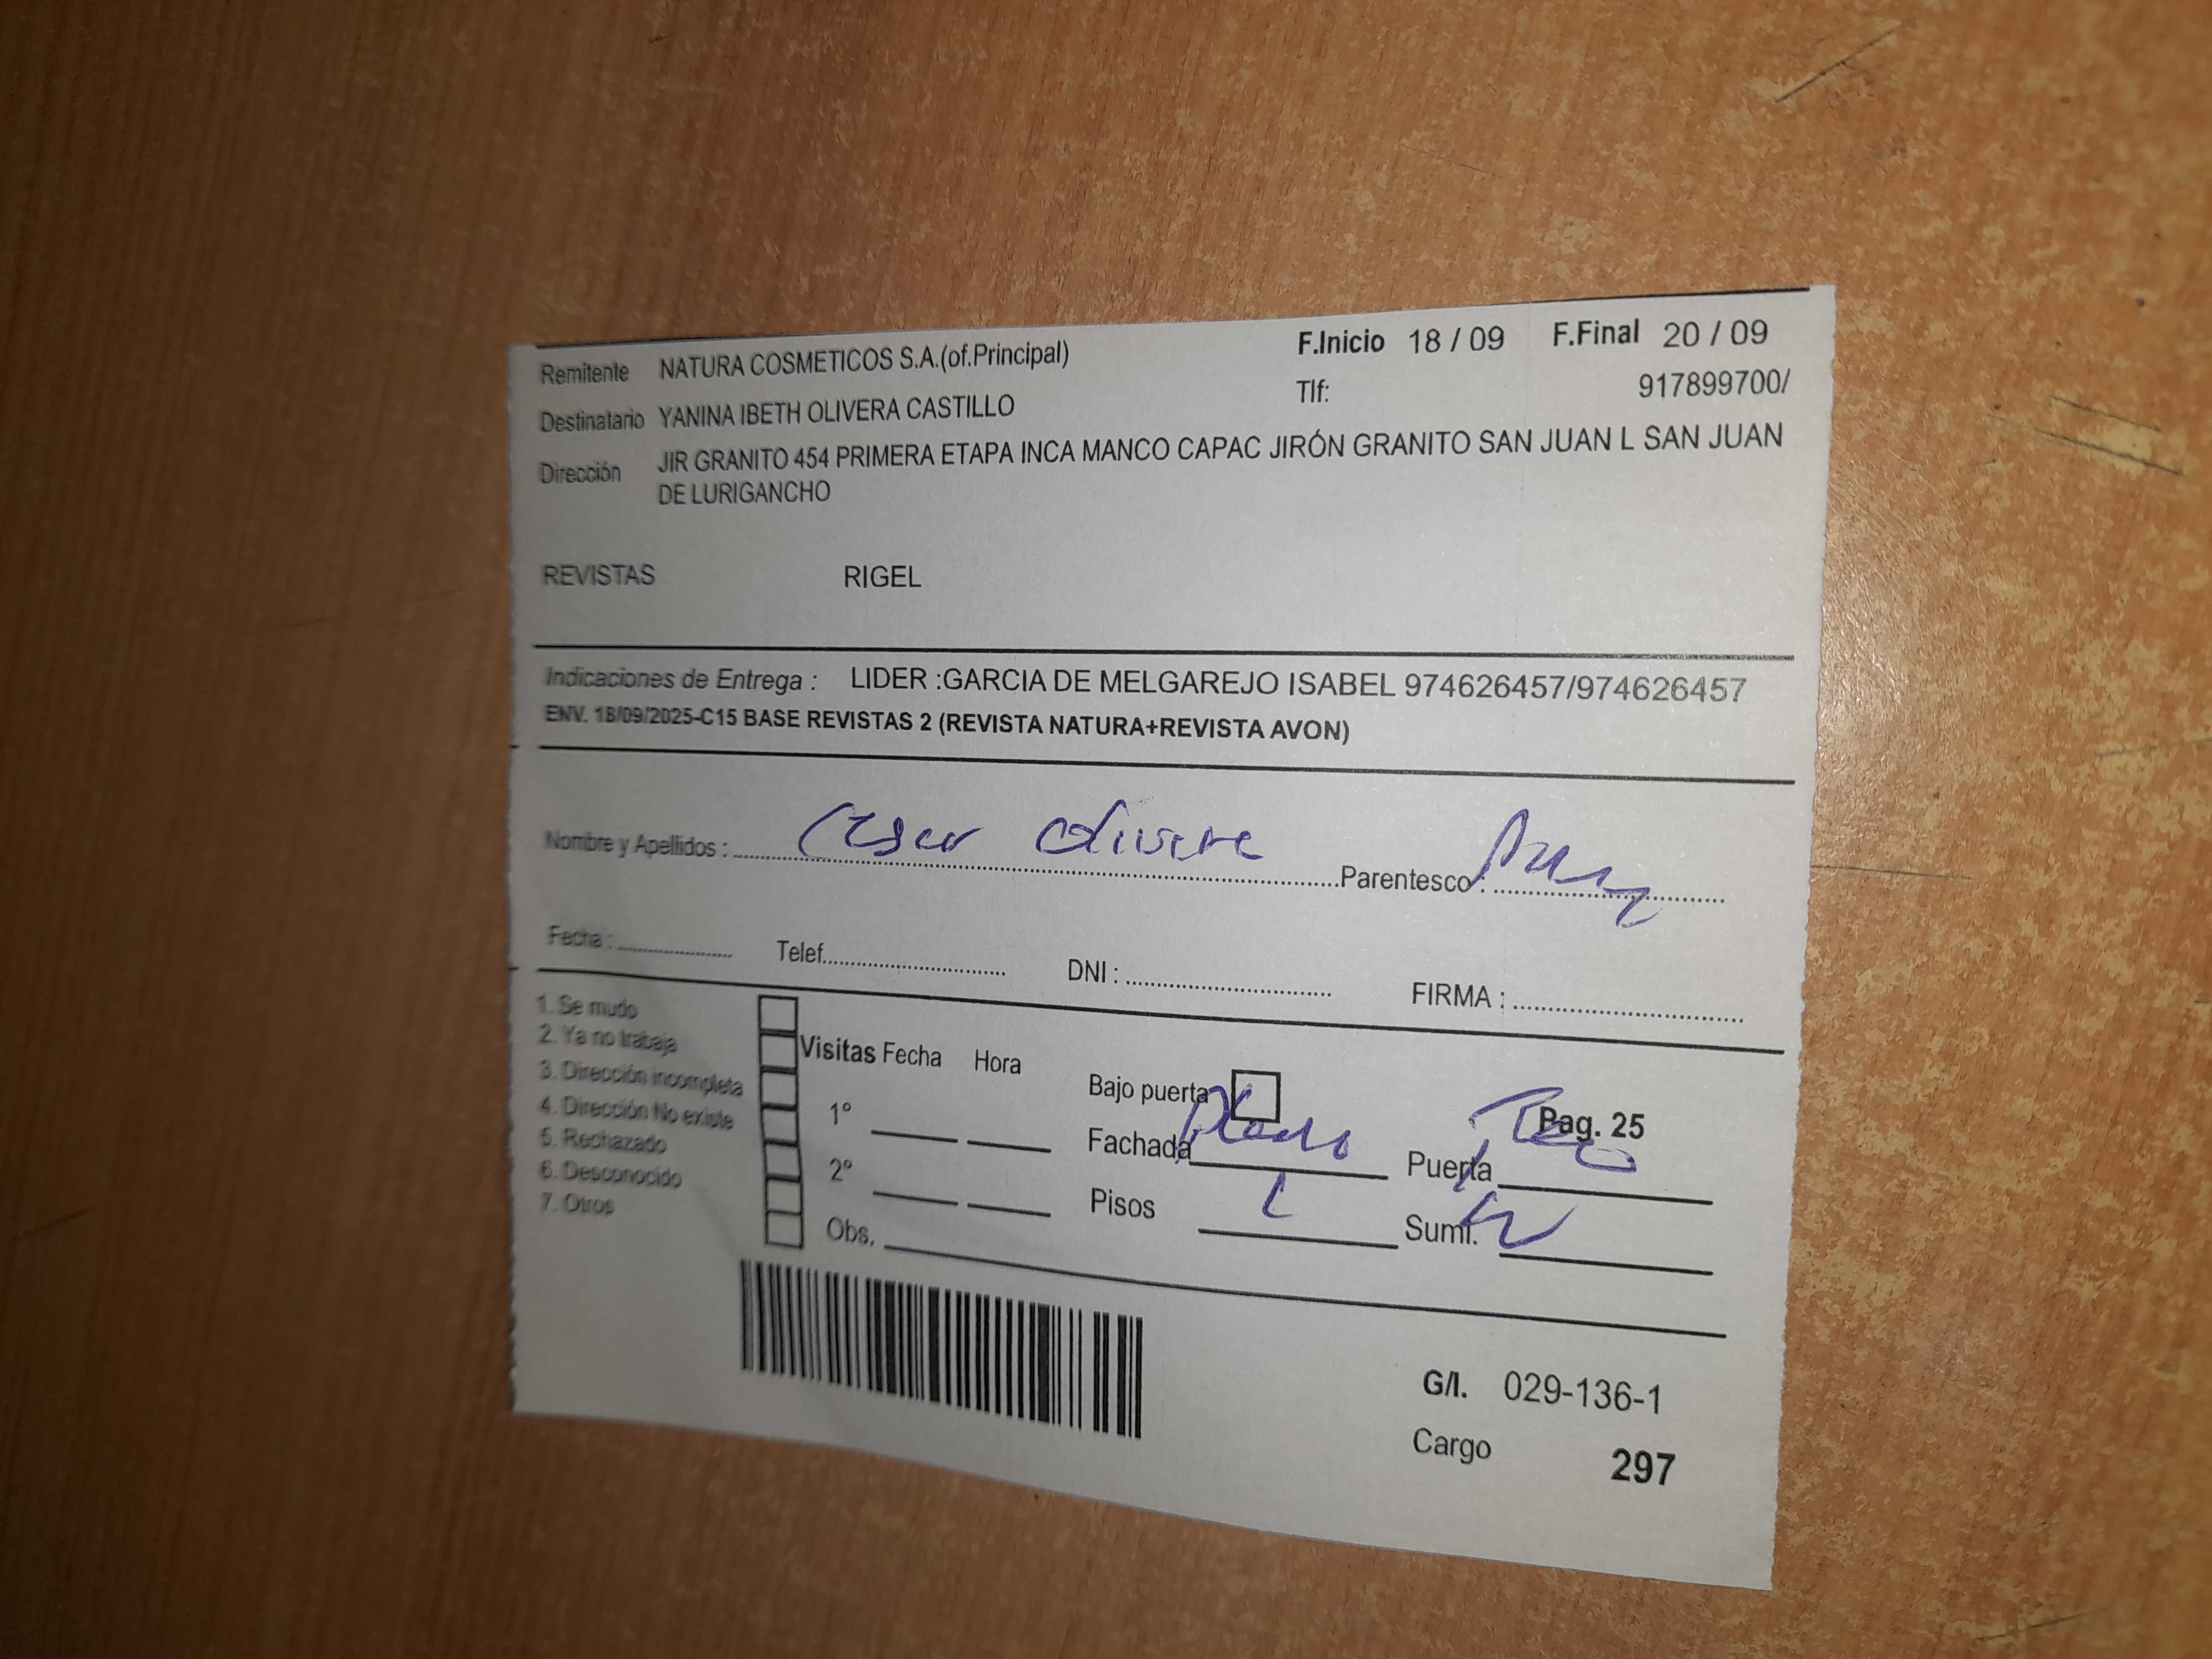 Remitente NATURA COSMETICOS S.A.(of.Principal) F.Inicio 18 / 09 F.Final 20 / 09
Destinatario YANINA IBETH OLIVERA CASTILLO Tlf: 917899700/
Dirección JIR GRANITO 454 PRIMERA ETAPA INCA MANCO CAPAC JIRÓN GRANITO SAN JUAN L SAN JUAN
DE LURIGANCHO
REVISTAS RIGEL
Indicaciones de Entrega : LIDER :GARCIA DE MELGAREJO ISABEL 974626457/974626457
ENV. 18/09/2025-C15 BASE REVISTAS 2 (REVISTA NATURA+REVISTA AVON)
Nombre y Apellidos : Parentesco :
Fecha : Telef. DNI : FIRMA :
1. Se mudo
2. Ya no trabaja
3. Dirección incompleta
4. Dirección No existe
5. Rechazado
6. Desconocido
7. Otros
Visitas Fecha Hora
1°
2°
Obs.
Bajo puerta Pag. 25
Fachada Puerta
Pisos Sumi.
G/I. 029-136-1
Cargo 297